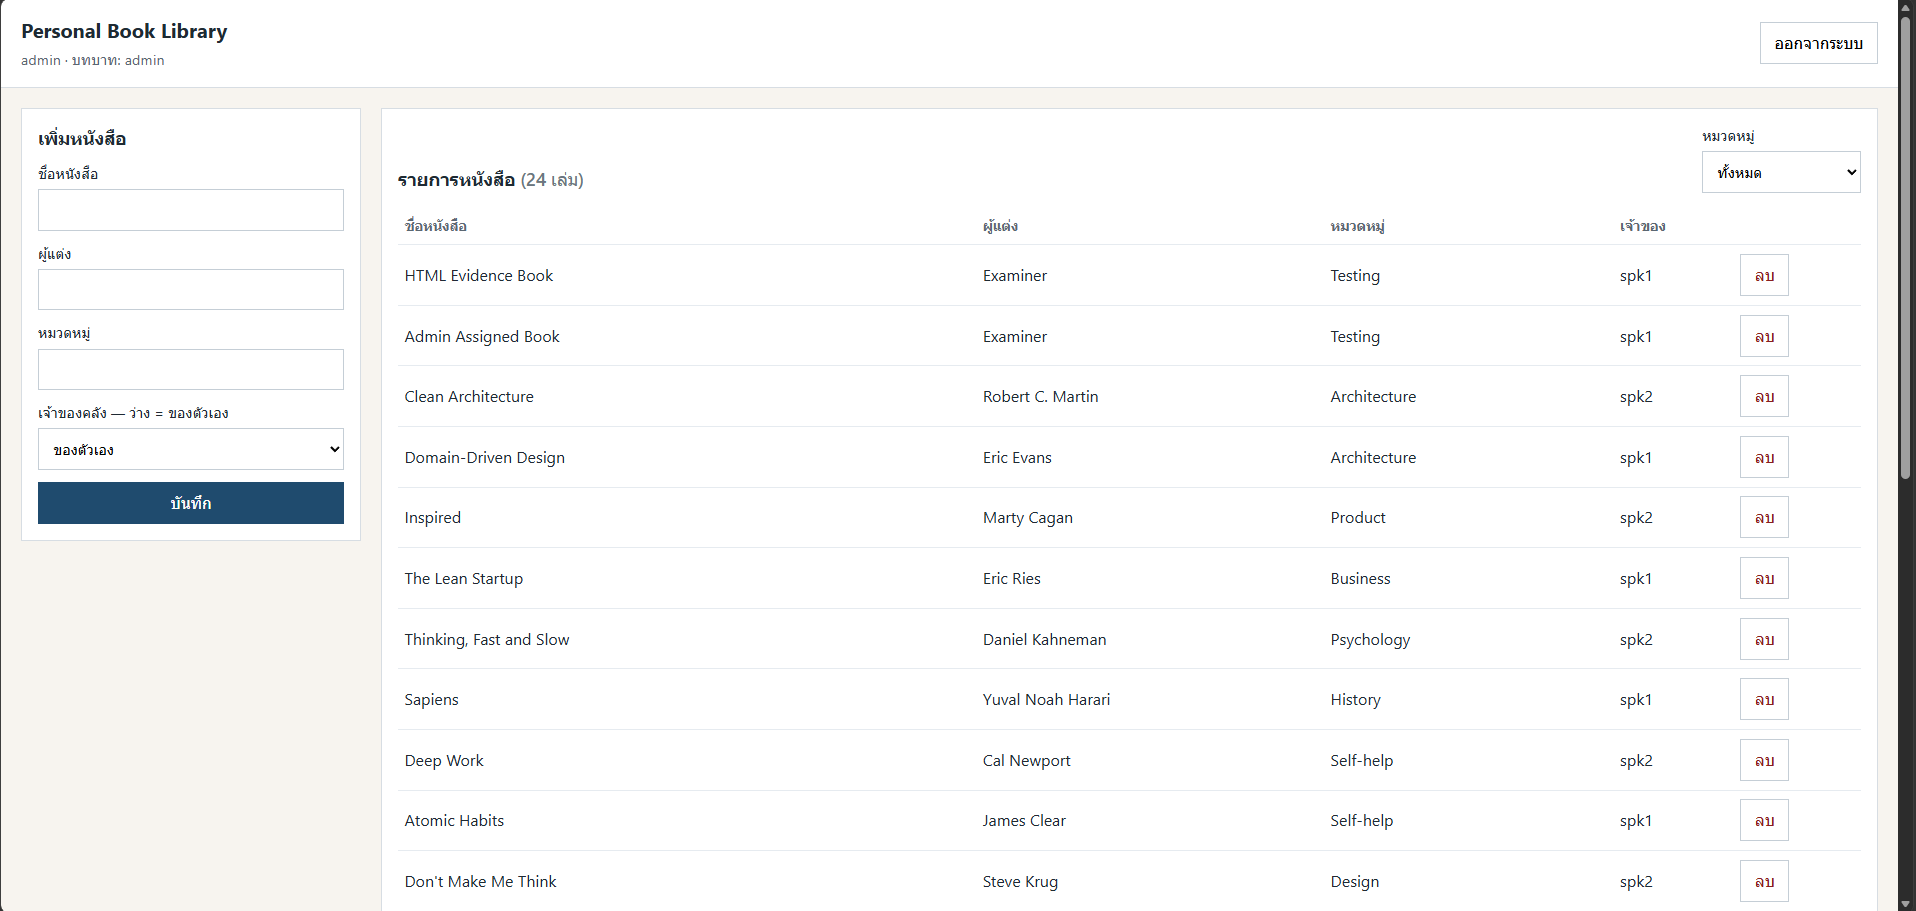 Personal Book Library
admin · บทบาท: admin
ออกจากระบบ
เพิ่มหนังสือ
ชื่อหนังสือ
ผู้แต่ง
หมวดหมู่
เจ้าของคลัง — ว่าง = ของตัวเอง
ของตัวเอง
บันทึก
หมวดหมู่
ทั้งหมด
รายการหนังสือ (24 เล่ม)
ชื่อหนังสือ ผู้แต่ง หมวดหมู่ เจ้าของ
HTML Evidence Book Examiner Testing spk1 ลบ
Admin Assigned Book Examiner Testing spk1 ลบ
Clean Architecture Robert C. Martin Architecture spk2 ลบ
Domain-Driven Design Eric Evans Architecture spk1 ลบ
Inspired Marty Cagan Product spk2 ลบ
The Lean Startup Eric Ries Business spk1 ลบ
Thinking, Fast and Slow Daniel Kahneman Psychology spk2 ลบ
Sapiens Yuval Noah Harari History spk1 ลบ
Deep Work Cal Newport Self-help spk2 ลบ
Atomic Habits James Clear Self-help spk1 ลบ
Don't Make Me Think Steve Krug Design spk2 ลบ